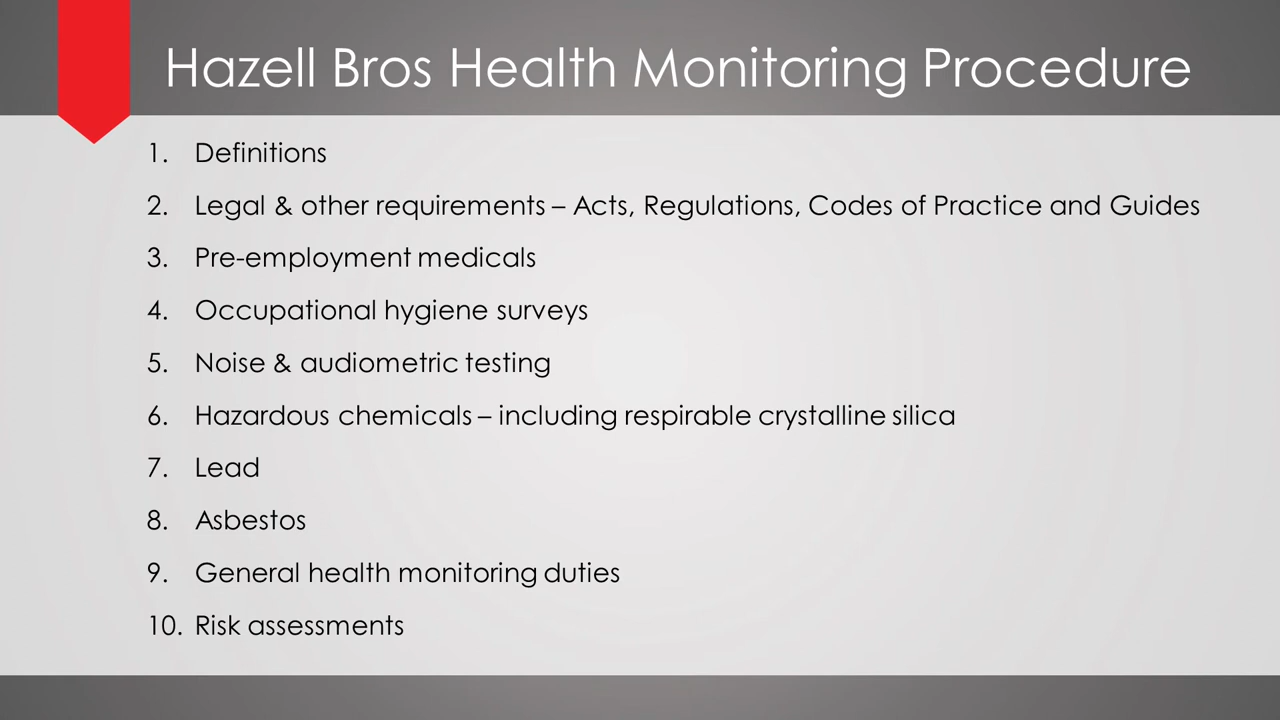 Hazell Bros Health Monitoring Procedure
1. Definitions
2. Legal & other requirements – Acts, Regulations, Codes of Practice and Guides
3. Pre-employment medicals
4. Occupational hygiene surveys
5. Noise & audiometric testing
6. Hazardous chemicals – including respirable crystalline silica
7. Lead
8. Asbestos
9. General health monitoring duties
10. Risk assessments